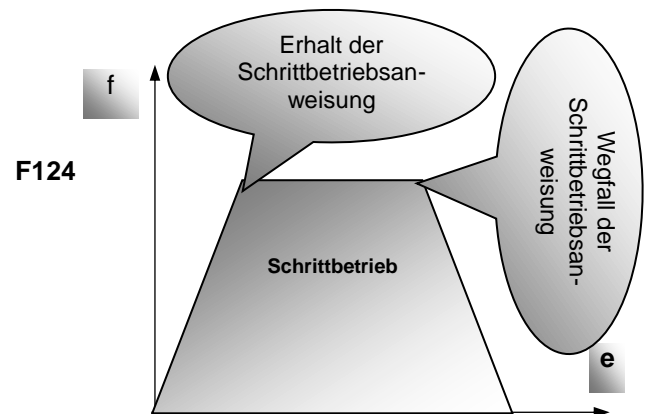 Erhalt der
Schrittbetriebsan-
weisung
f
F124
Wegfall der
Schrittbetriebsan-
weisung
Schrittbetrieb
e